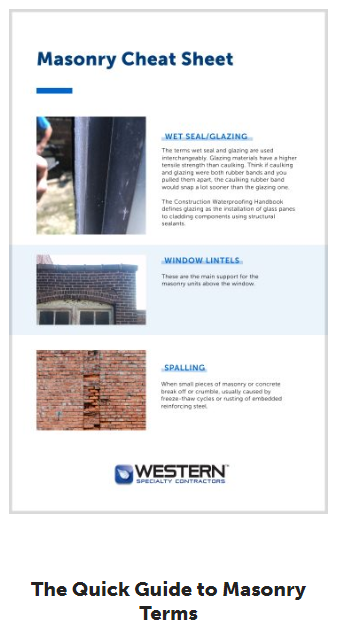 Masonry Cheat Sheet
WET SEAL/GLAZING
The terms wet seal and glazing are used
interchangeably. Glazing materials have a higher
tensile strength than caulking. Think if caulking
and glazing were both rubber bands and you
pulled them apart, the caulking rubber band
would snap a lot sooner than the glazing one.
The Construction Waterproofing Handbook
defines glazing as the installation of glass panes
to cladding components using structural
sealants.
WINDOW LINTELS
These are the main support for the
masonry units above the window.
SPALLING
When small pieces of masonry or concrete
break off or crumble, usually caused by
freeze-thaw cycles or rusting of embedded
reinforcing steel.
WESTERN™
SPECIALTY CONTRACTORS
The Quick Guide to Masonry
Terms